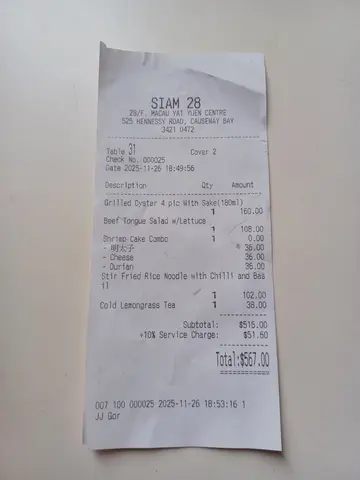 SIAM 28
28/F. MACAU YAT YUEN CENTRE
525 HENNESSY ROAD, CAUSEWAY BAY
3421 0472
Table 31 Cover 2
Check No. 000025
Date 2025-11-26 18:49:56
Description Qty Amount
Grilled Oyster 4 pic With Sake(180ml)
1 160.00
Beef Tongue Salad w/Lettuce
1 108.00
Shrimp Cake Combo 1 0.00
- 明太子 36.00
- Cheese 36.00
- Durian 36.00
Stir Fried Rice Noodle with Chilli and Bas
il
1 102.00
Cold Lemongrass Tea 1 38.00
Subtotal: $516.00
+10% Service Charge: $51.60
Total:$567.00
007 100 000025 2025-11-26 18:53:16 1
JJ Gor